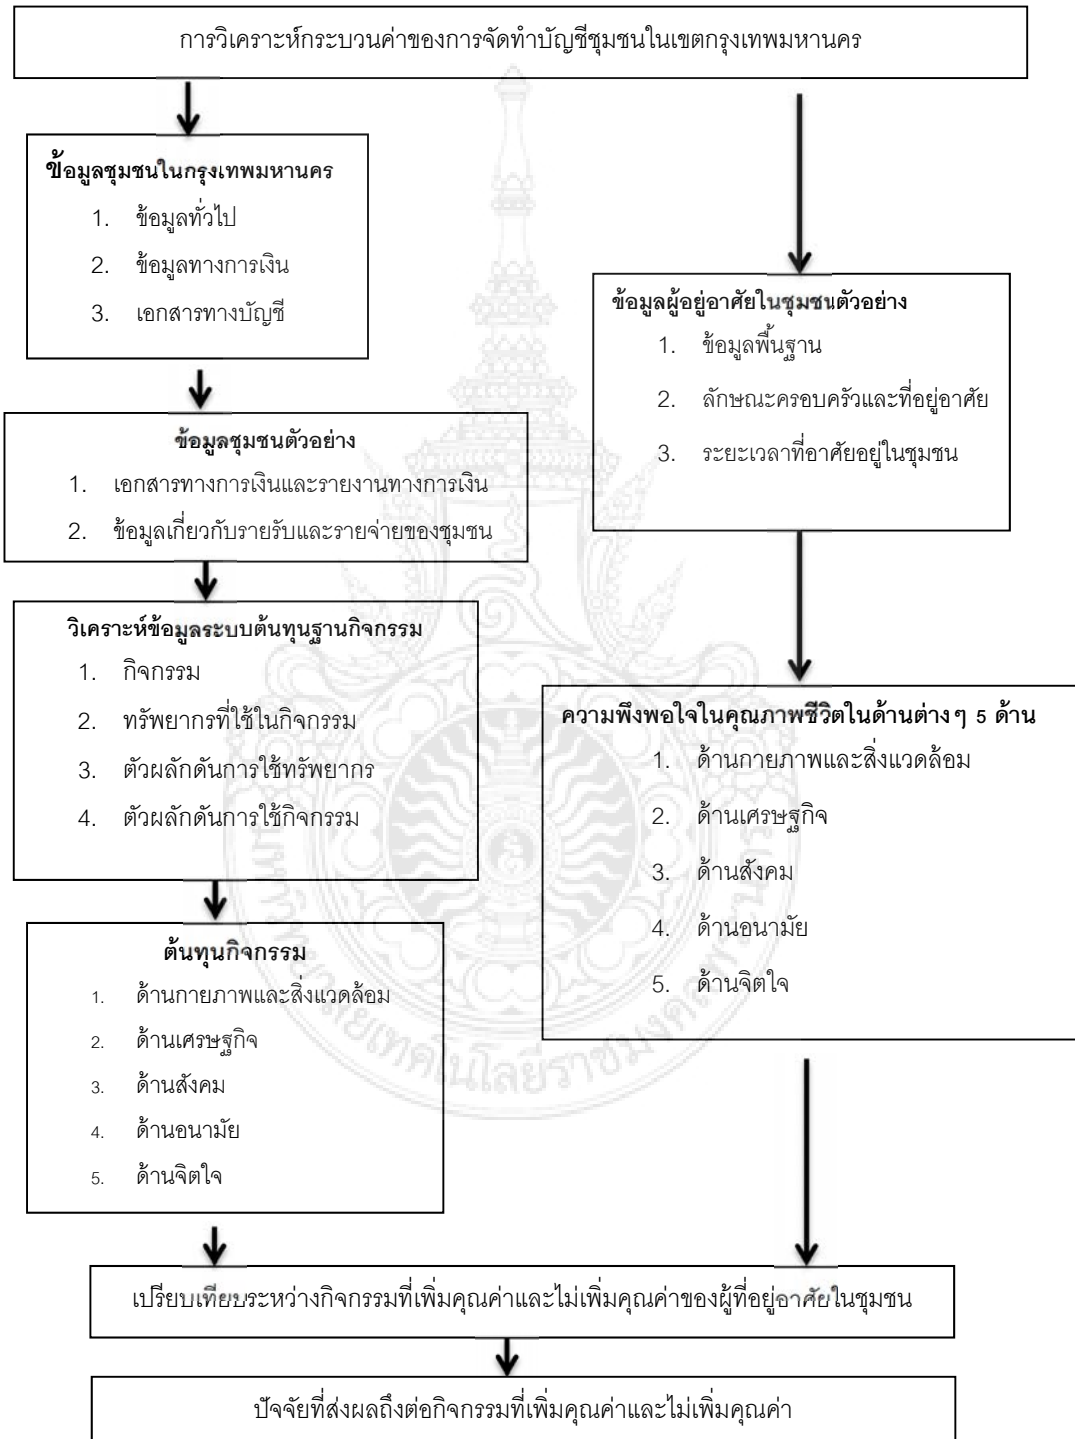 การวิเคราะห์กระบวนค่าของการจัดทำบัญชีชุมชนในเขตกรุงเทพมหานคร
ข้อมูลชุมชนในกรุงเทพมหานคร
1. ข้อมูลทั่วไป
2. ข้อมูลทางการเงิน
3. เอกสารทางบัญชี
ข้อมูลผู้อยู่อาศัยในชุมชนตัวอย่าง
1. ข้อมูลพื้นฐาน
2. ลักษณะครอบครัวและที่อยู่อาศัย
3. ระยะเวลาที่อาศัยอยู่ในชุมชน
ข้อมูลชุมชนตัวอย่าง
1. เอกสารทางการเงินและรายงานทางการเงิน
2. ข้อมูลเกี่ยวกับรายรับและรายจ่ายของชุมชน
วิเคราะห์ข้อมูลระบบต้นทุนฐานกิจกรรม
1. กิจกรรม
2. ทรัพยากรที่ใช้ในกิจกรรม
3. ตัวผลักดันการใช้ทรัพยากร
4. ตัวผลักดันการใช้กิจกรรม
ความพึงพอใจในคุณภาพชีวิตในด้านต่างๆ 5 ด้าน
1. ด้านกายภาพและสิ่งแวดล้อม
2. ด้านเศรษฐกิจ
3. ด้านสังคม
4. ด้านอนามัย
5. ด้านจิตใจ
ต้นทุนกิจกรรม
1. ด้านกายภาพและสิ่งแวดล้อม
2. ด้านเศรษฐกิจ
3. ด้านสังคม
4. ด้านอนามัย
5. ด้านจิตใจ
เปรียบเทียบระหว่างกิจกรรมที่เพิ่มคุณค่าและไม่เพิ่มคุณค่าของผู้ที่อยู่อาศัยในชุมชน
ปัจจัยที่ส่งผลถึงต่อกิจกรรมที่เพิ่มคุณค่าและไม่เพิ่มคุณค่า
มหาวิทยาลัยเทคโนโลยีราชมงคลพระนคร